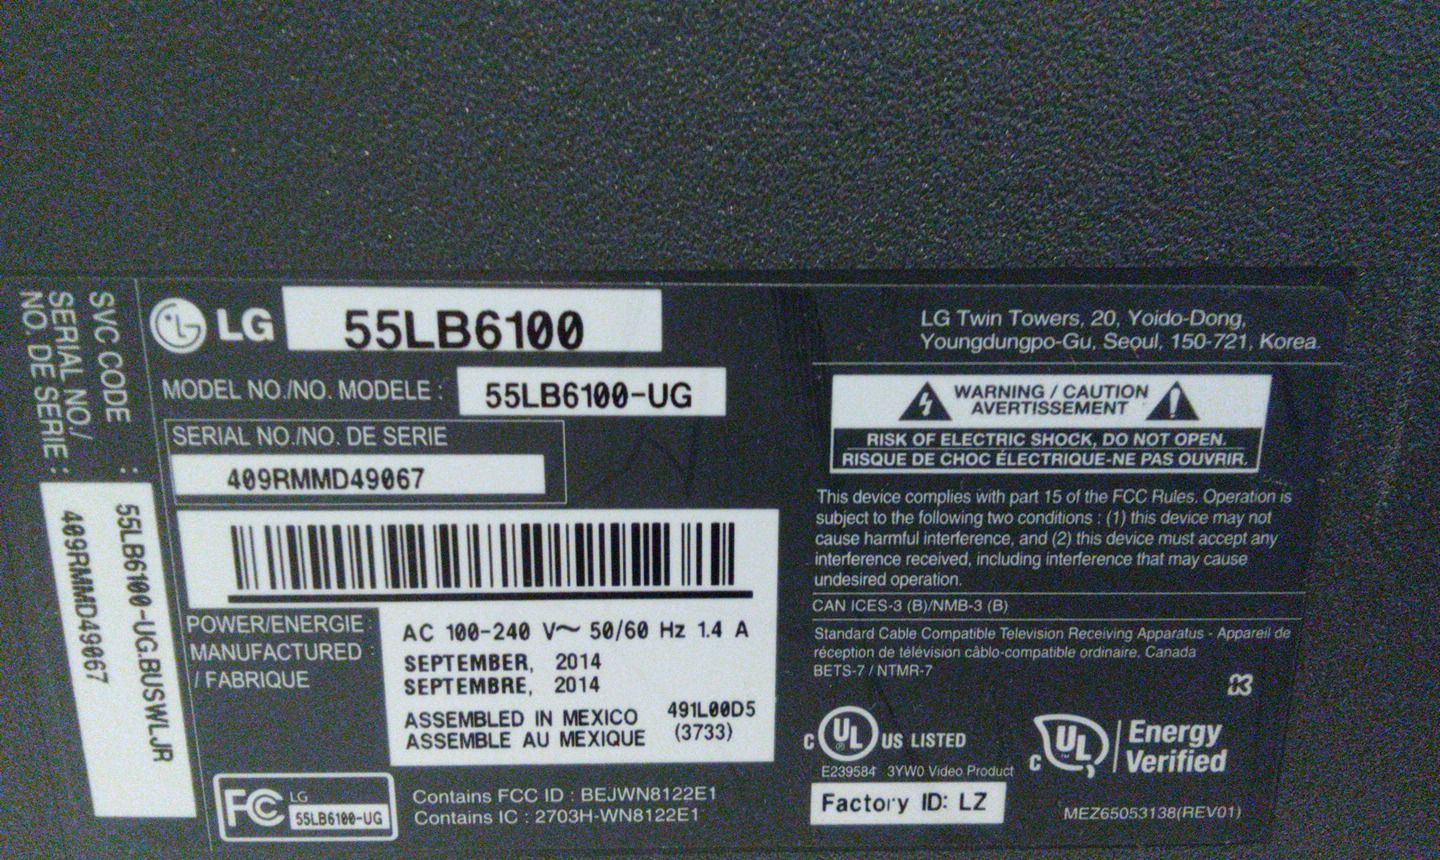 SVC CODE :
55LB6100-UG.BUSWLJR
SERIAL NO./
NO. DE SERIE :
409RMMD49067
LG 55LB6100
MODEL NO./NO. MODELE : 55LB6100-UG
SERIAL NO./NO. DE SERIE
409RMMD49067
POWER/ENERGIE : AC 100-240 V~ 50/60 Hz 1.4 A
MANUFACTURED : SEPTEMBER, 2014
/ FABRIQUE SEPTEMBRE, 2014
ASSEMBLED IN MEXICO 491L00D5
ASSEMBLE AU MEXIQUE (3733)
FC LG
55LB6100-UG
Contains FCC ID : BEJWN8122E1
Contains IC : 2703H-WN8122E1
LG Twin Towers, 20, Yoido-Dong,
Youngdungpo-Gu, Seoul, 150-721, Korea.
WARNING / CAUTION
AVERTISSEMENT
RISK OF ELECTRIC SHOCK, DO NOT OPEN.
RISQUE DE CHOC ÉLECTRIQUE-NE PAS OUVRIR.
This device complies with part 15 of the FCC Rules. Operation is
subject to the following two conditions : (1) this device may not
cause harmful interference, and (2) this device must accept any
interference received, including interference that may cause
undesired operation.
CAN ICES-3 (B)/NMB-3 (B)
Standard Cable Compatible Television Receiving Apparatus - Appareil de
réception de télévision câblo-compatible ordinaire, Canada
BETS-7 / NTMR-7
C UL US LISTED
E239584 3YW0 Video Product
C UL Energy
Verified
Factory ID: LZ
MEZ65053138(REV01)